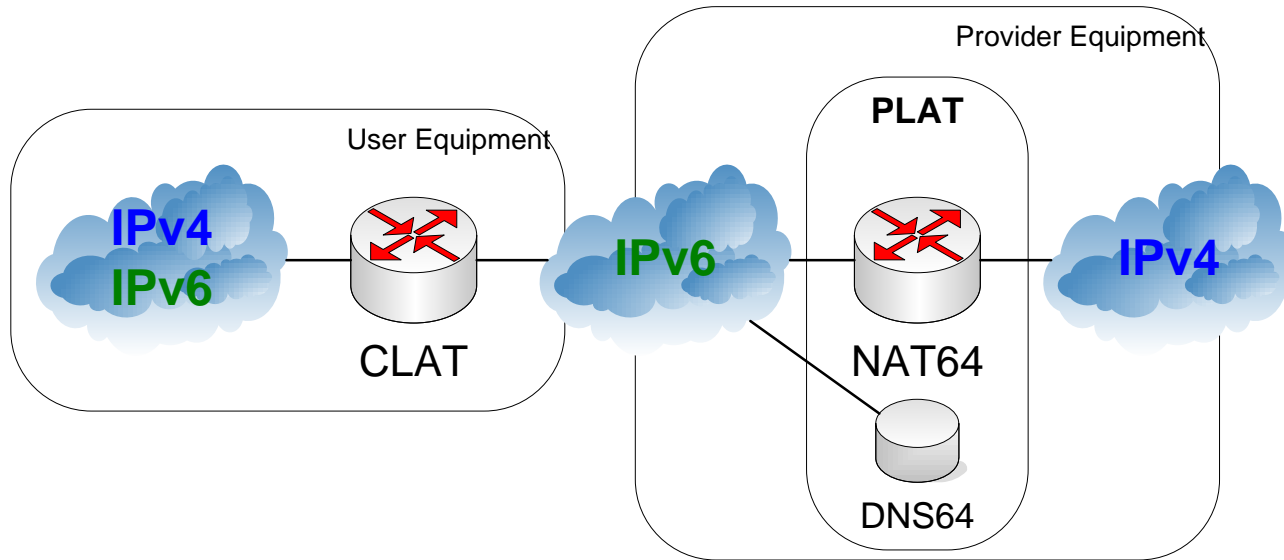 Provider Equipment
PLAT
User Equipment
IPv4
IPv6
IPv6
IPv4
CLAT
NAT64
DNS64